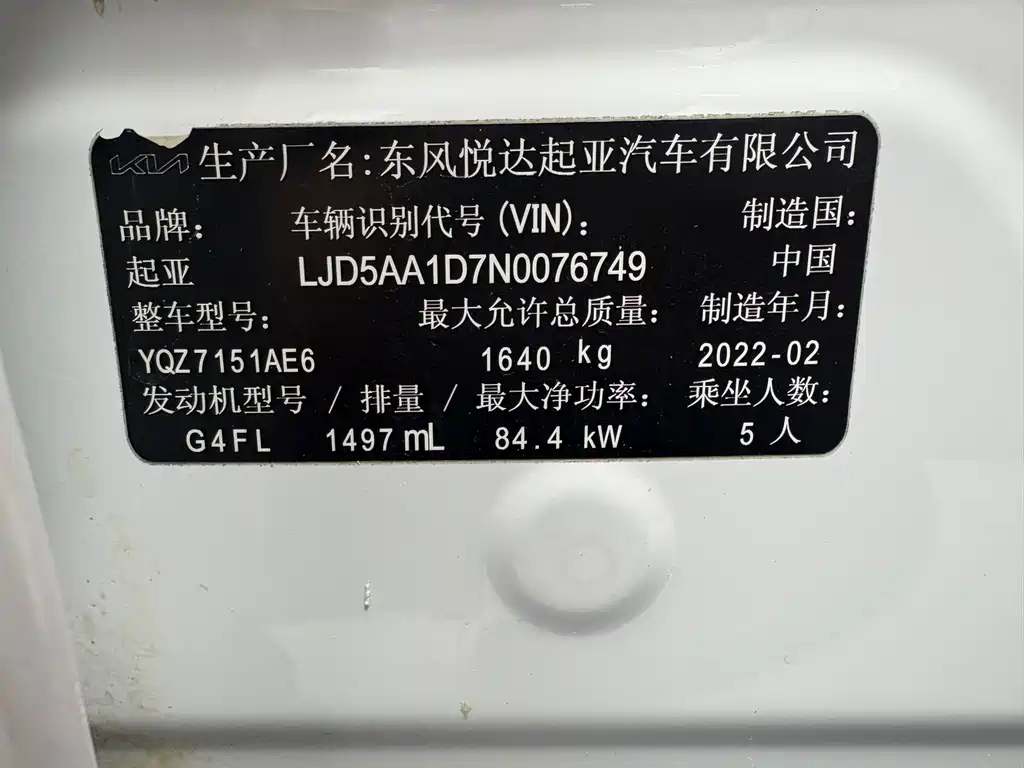 KIA 生产厂名:东风悦达起亚汽车有限公司
品牌: 车辆识别代号(VIN): 制造国:
起亚 LJD5AA1D7N0076749 中国
整车型号: 最大允许总质量: 制造年月:
YQZ7151AE6 1640 kg 2022-02
发动机型号 / 排量 / 最大净功率: 乘坐人数:
G4FL 1497 mL 84.4 kW 5 人